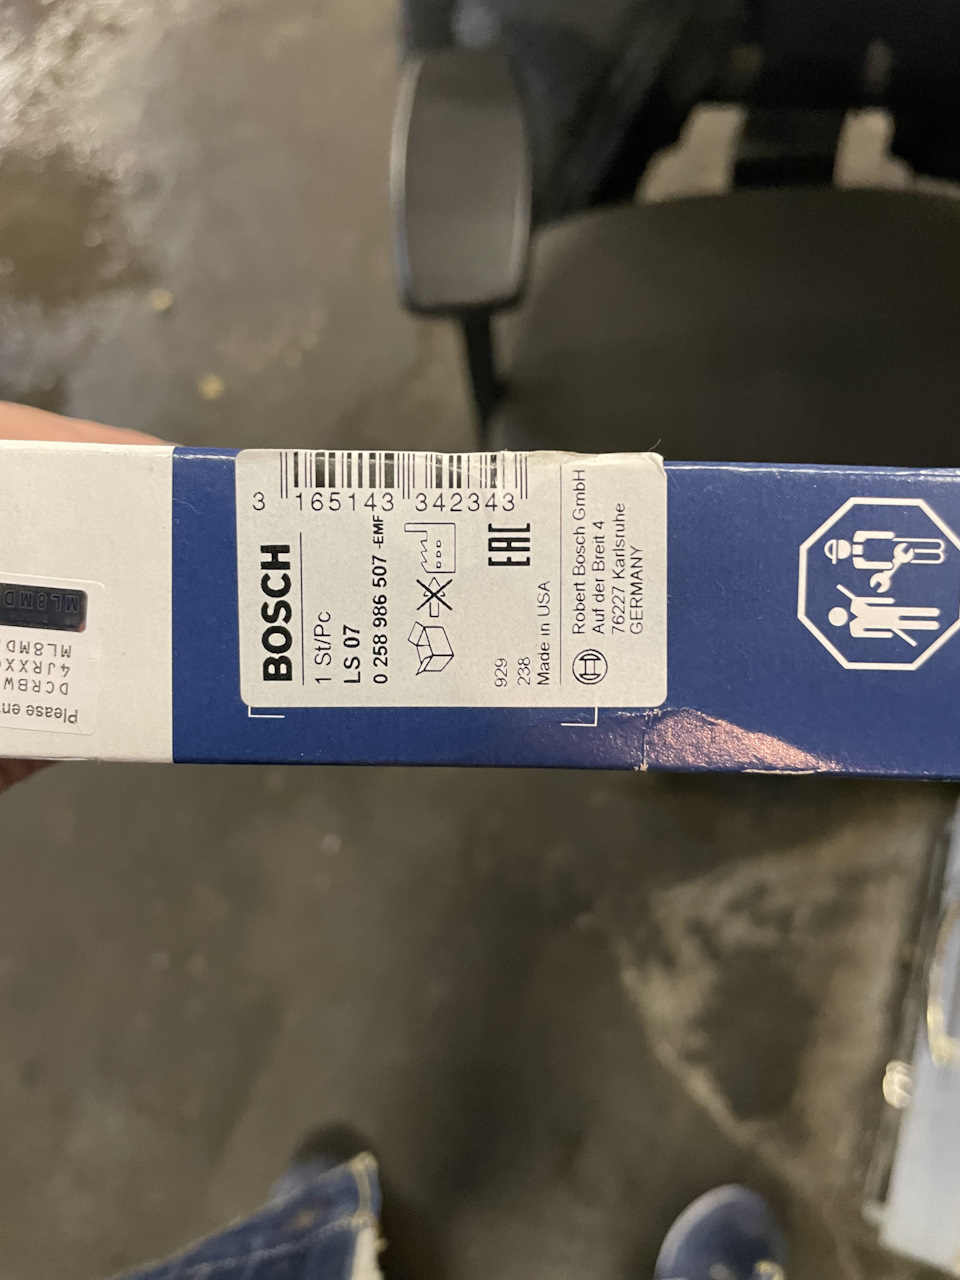 3 165143 342343
BOSCH
1 St/Pc
LS 07
0 258 986 507 -EMF
EAC
929
238
Made in USA
Robert Bosch GmbH
Auf der Breit 4
76227 Karlsruhe
GERMANY
ML8MD
ML8MD
4JRXX
DCRBW
Please